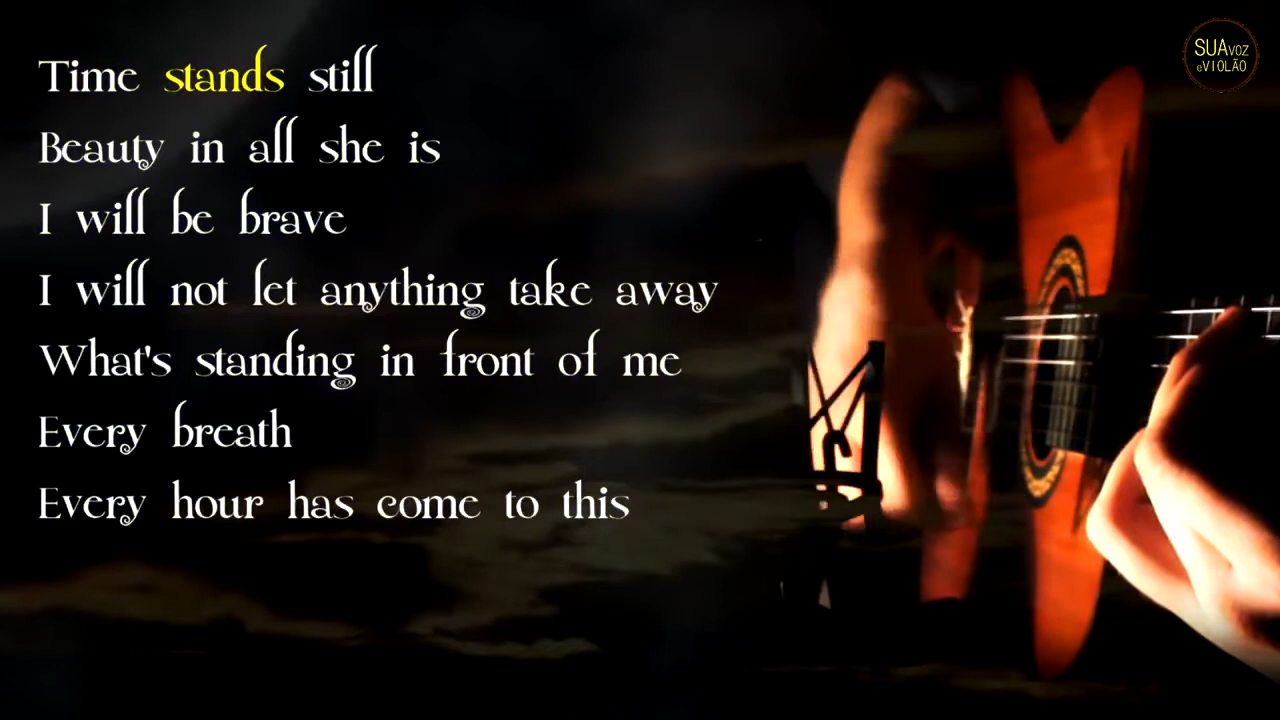 Time stands still
Beauty in all she is
I will be brave
I will not let anything take away
What's standing in front of me
Every breath
Every hour has come to this
SUAvoz
eVIOLÃO